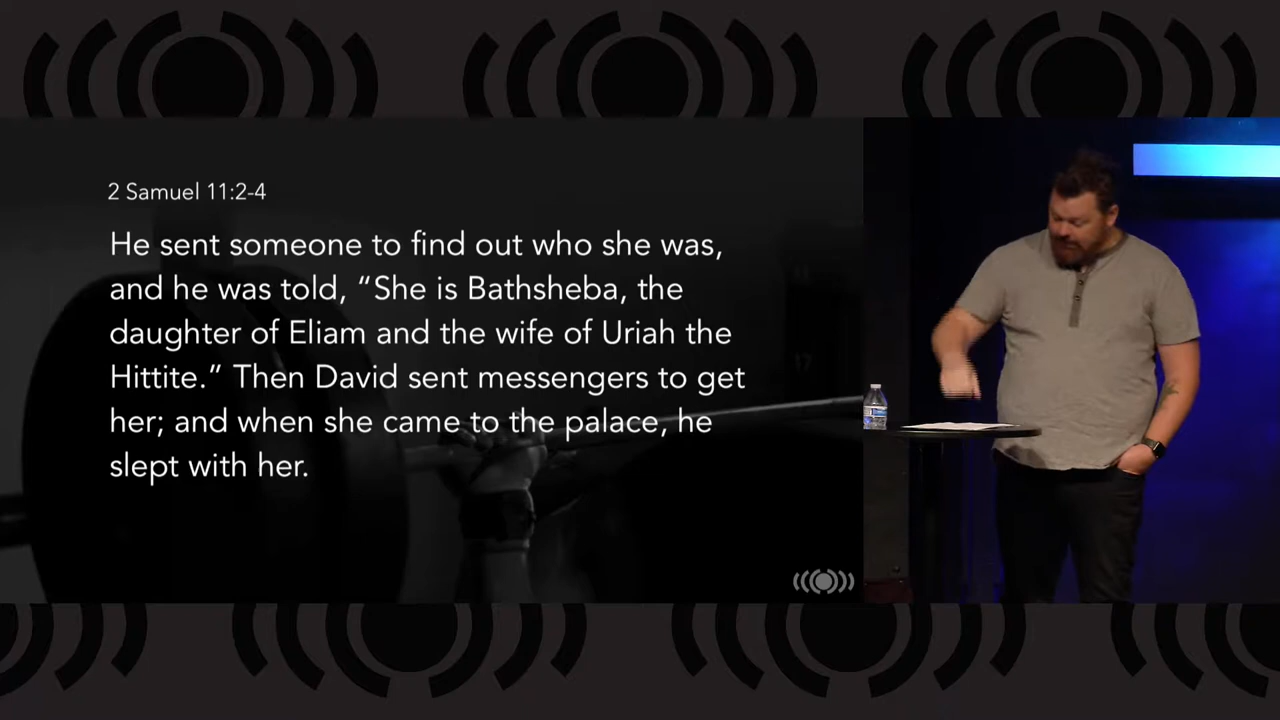 2 Samuel 11:2-4
He sent someone to find out who she was,
and he was told, “She is Bathsheba, the
daughter of Eliam and the wife of Uriah the
Hittite.” Then David sent messengers to get
her; and when she came to the palace, he
slept with her.